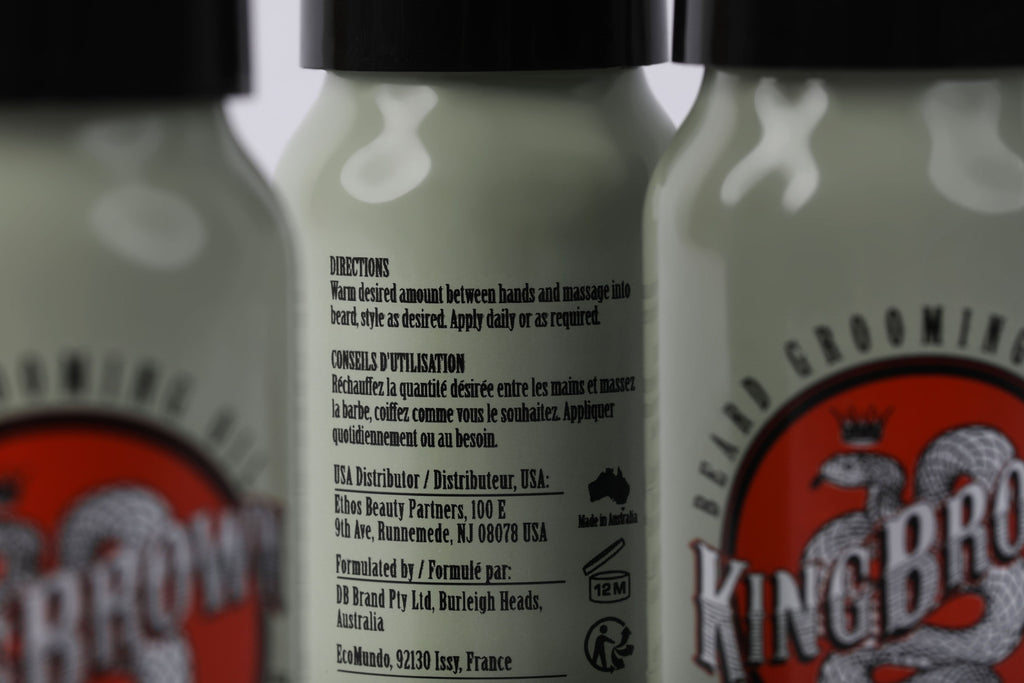 DIRECTIONS
Warm desired amount between hands and massage into
beard, style as desired. Apply daily or as required.
CONSEILS D'UTILISATION
Réchauffez la quantité désirée entre les mains et massez
la barbe, coiffez comme vous le souhaitez. Appliquer
quotidiennement ou au besoin.
USA Distributor / Distributeur, USA:
Ethos Beauty Partners, 100 E
9th Ave, Runnemede, NJ 08078 USA
Made in Australia
Formulated by / Formulé par:
12M
DB Brand Pty Ltd, Burleigh Heads,
Australia
EcoMundo, 92130 Issy, France
BEARD GROOMING
KING BRO
BROWN